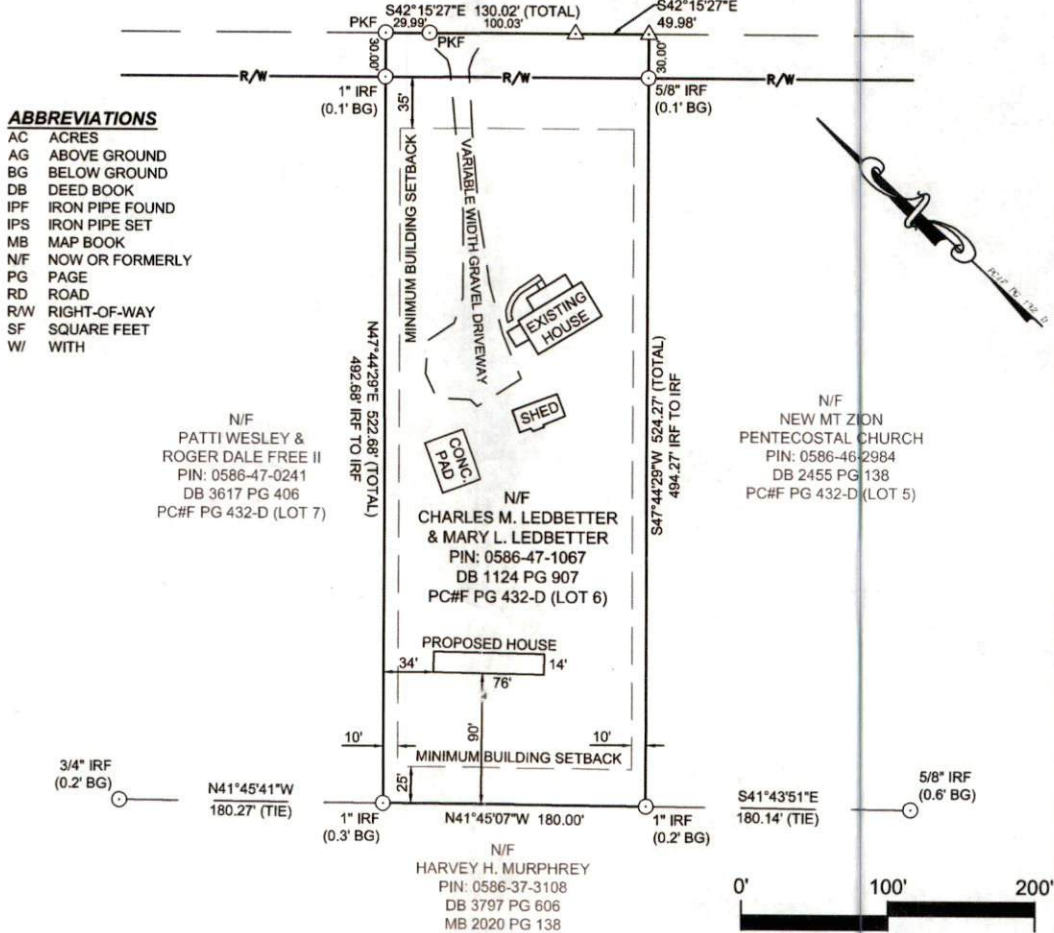 S42°15'27"E 130.02' (TOTAL)
S42°15'27"E
49.98'
PKF
29.99'
100.03'
PKF
30.00'
30.00'
R/W
R/W
R/W
1" IRF
(0.1' BG)
35'
5/8" IRF
(0.1' BG)
ABBREVIATIONS
AC ACRES
AG ABOVE GROUND
BG BELOW GROUND
DB DEED BOOK
IPF IRON PIPE FOUND
IPS IRON PIPE SET
MB MAP BOOK
N/F NOW OR FORMERLY
PG PAGE
RD ROAD
R/W RIGHT-OF-WAY
SF SQUARE FEET
W/ WITH
MINIMUM BUILDING SETBACK
VARIABLE WIDTH GRAVEL DRIVEWAY
EXISTING
HOUSE
SHED
CONC.
PAD
N47°44'29"E 522.68' (TOTAL)
492.68' IRF TO IRF
S47°44'29"W 524.27' (TOTAL)
494.27' IRF TO IRF
N/F
PATTI WESLEY &
ROGER DALE FREE II
PIN: 0586-47-0241
DB 3617 PG 406
PC#F PG 432-D (LOT 7)
N/F
CHARLES M. LEDBETTER
& MARY L. LEDBETTER
PIN: 0586-47-1067
DB 1124 PG 907
PC#F PG 432-D (LOT 6)
N/F
NEW MT ZION
PENTECOSTAL CHURCH
PIN: 0586-46-2984
DB 2455 PG 138
PC#F PG 432-D (LOT 5)
PROPOSED HOUSE
34'
14'
76'
90'
10'
10'
MINIMUM BUILDING SETBACK
25'
3/4" IRF
(0.2' BG)
N41°45'41"W
180.27' (TIE)
1" IRF
(0.3' BG)
N41°45'07"W 180.00'
1" IRF
(0.2' BG)
S41°43'51"E
180.14' (TIE)
5/8" IRF
(0.6' BG)
N/F
HARVEY H. MURPHREY
PIN: 0586-37-3108
DB 3797 PG 606
MB 2020 PG 138
0'
100'
200'